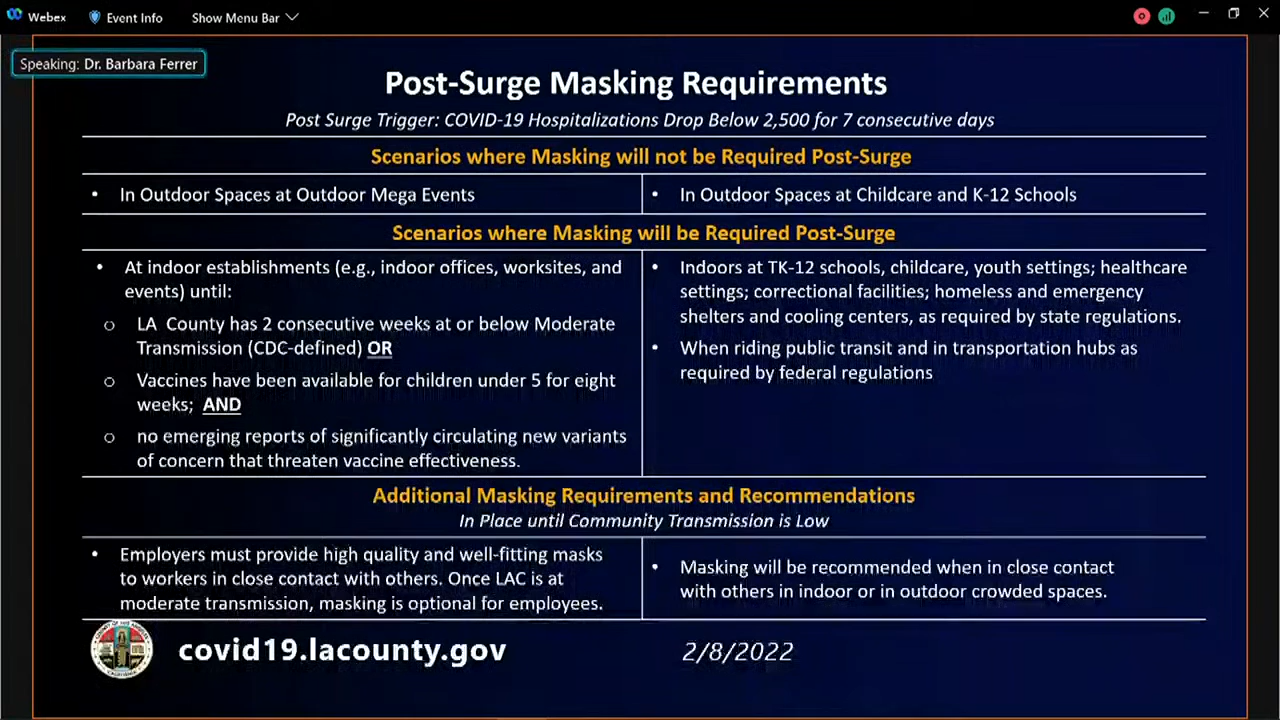 Webex
Event Info
Show Menu Bar
Speaking: Dr. Barbara Ferrer
Post-Surge Masking Requirements
Post Surge Trigger: COVID-19 Hospitalizations Drop Below 2,500 for 7 consecutive days
Scenarios where Masking will not be Required Post-Surge
• In Outdoor Spaces at Outdoor Mega Events
• In Outdoor Spaces at Childcare and K-12 Schools
Scenarios where Masking will be Required Post-Surge
• At indoor establishments (e.g., indoor offices, worksites, and
events) until:
o LA County has 2 consecutive weeks at or below Moderate
Transmission (CDC-defined) OR
o Vaccines have been available for children under 5 for eight
weeks; AND
o no emerging reports of significantly circulating new variants
of concern that threaten vaccine effectiveness.
• Indoors at TK-12 schools, childcare, youth settings; healthcare
settings; correctional facilities; homeless and emergency
shelters and cooling centers, as required by state regulations.
• When riding public transit and in transportation hubs as
required by federal regulations
Additional Masking Requirements and Recommendations
In Place until Community Transmission is Low
• Employers must provide high quality and well-fitting masks
to workers in close contact with others. Once LAC is at
moderate transmission, masking is optional for employees.
• Masking will be recommended when in close contact
with others in indoor or in outdoor crowded spaces.
covid19.lacounty.gov
2/8/2022